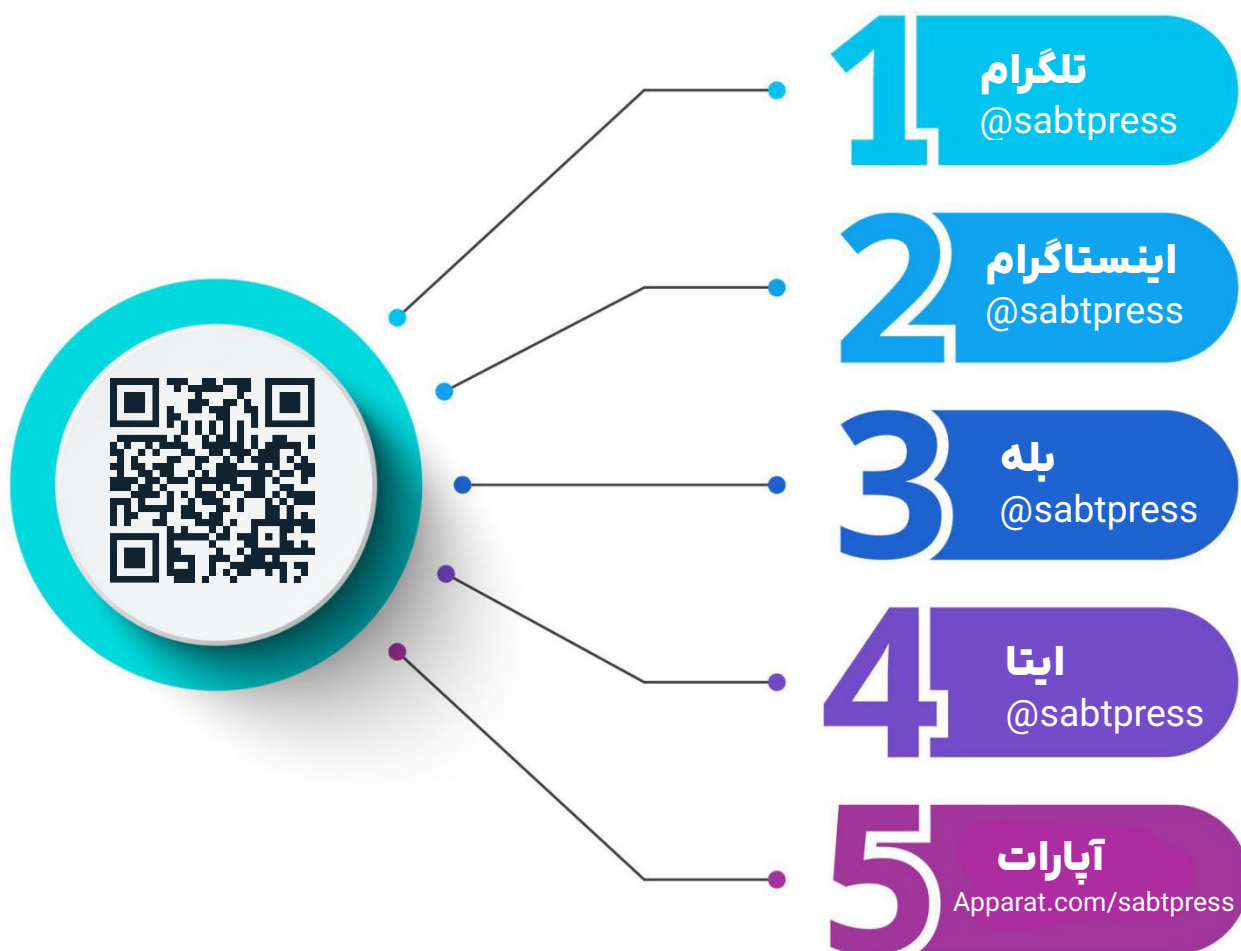 1
تلگرام
@sabtpress
2
اینستاگرام
@sabtpress
3
بله
@sabtpress
4
ایتا
@sabtpress
5
آپارات
Apparat.com/sabtpress